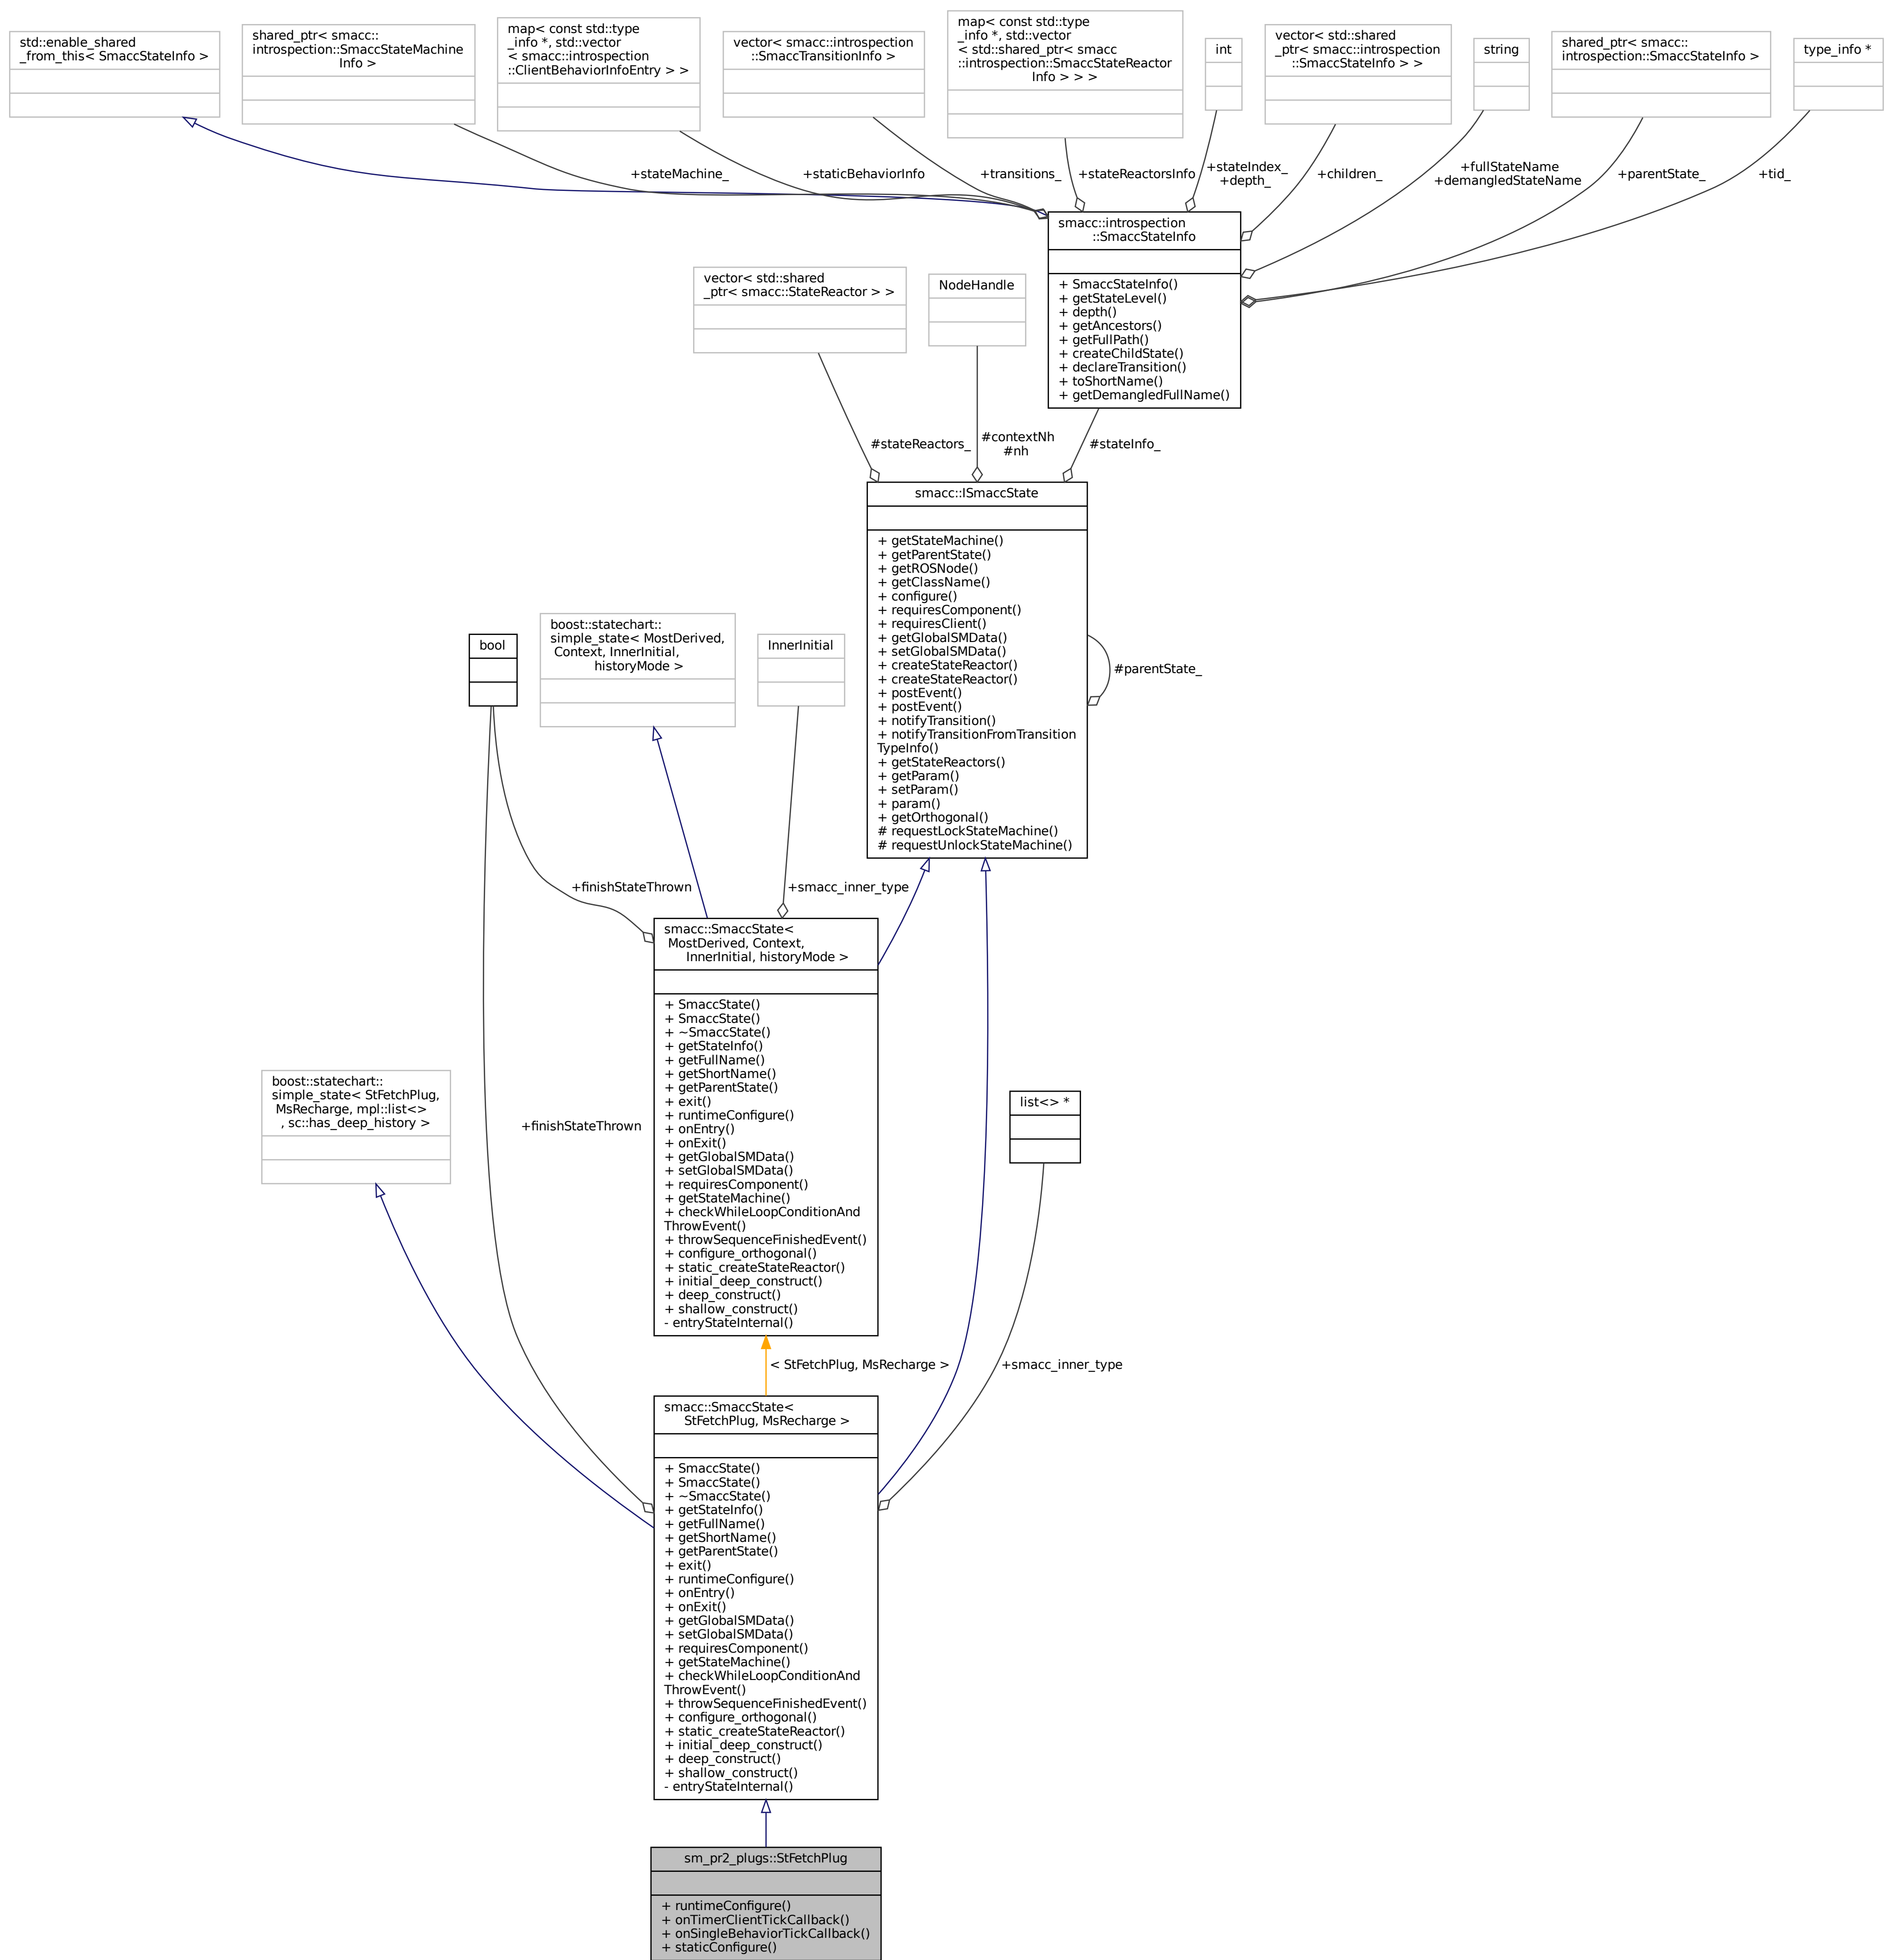 std::enable_shared
_from_this< SmaccStateInfo >
shared_ptr< smacc::
introspection::SmaccStateMachine
Info >
map< const std::type
_info *, std::vector
< smacc::introspection
::ClientBehaviorInfoEntry > >
vector< smacc::introspection
::SmaccTransitionInfo >
map< const std::type
_info *, std::vector
< std::shared_ptr< smacc
::introspection::SmaccStateReactor
Info > > >
int
vector< std::shared
_ptr< smacc::introspection
::SmaccStateInfo > >
string
shared_ptr< smacc::
introspection::SmaccStateInfo >
type_info *
+stateMachine_
+staticBehaviorInfo
+transitions_
+stateReactorsInfo
+stateIndex_
+depth_
+children_
+fullStateName
+demangledStateName
+parentState_
+tid_
smacc::introspection
::SmaccStateInfo
+ SmaccStateInfo()
+ getStateLevel()
+ depth()
+ getAncestors()
+ getFullPath()
+ createChildState()
+ declareTransition()
+ toShortName()
+ getDemangledFullName()
vector< std::shared
_ptr< smacc::StateReactor > >
NodeHandle
#stateReactors_
#contextNh
#nh
#stateInfo_
smacc::ISmaccState
+ getStateMachine()
+ getParentState()
+ getROSNode()
+ getClassName()
+ configure()
+ requiresComponent()
+ requiresClient()
+ getGlobalSMData()
+ setGlobalSMData()
+ createStateReactor()
+ createStateReactor()
+ postEvent()
+ postEvent()
+ notifyTransition()
+ notifyTransitionFromTransition
TypeInfo()
+ getStateReactors()
+ getParam()
+ setParam()
+ param()
+ getOrthogonal()
# requestLockStateMachine()
# requestUnlockStateMachine()
#parentState_
bool
boost::statechart::
simple_state< MostDerived,
Context, InnerInitial,
historyMode >
InnerInitial
+finishStateThrown
+smacc_inner_type
smacc::SmaccState<
MostDerived, Context,
InnerInitial, historyMode >
+ SmaccState()
+ SmaccState()
+ ~SmaccState()
+ getStateInfo()
+ getFullName()
+ getShortName()
+ getParentState()
+ exit()
+ runtimeConfigure()
+ onEntry()
+ onExit()
+ getGlobalSMData()
+ setGlobalSMData()
+ requiresComponent()
+ getStateMachine()
+ checkWhileLoopConditionAnd
ThrowEvent()
+ throwSequenceFinishedEvent()
+ configure_orthogonal()
+ static_createStateReactor()
+ initial_deep_construct()
+ deep_construct()
+ shallow_construct()
- entryStateInternal()
boost::statechart::
simple_state< StFetchPlug,
MsRecharge, mpl::list<>
, sc::has_deep_history >
+finishStateThrown
list<> *
< StFetchPlug, MsRecharge >
+smacc_inner_type
smacc::SmaccState<
StFetchPlug, MsRecharge >
+ SmaccState()
+ SmaccState()
+ ~SmaccState()
+ getStateInfo()
+ getFullName()
+ getShortName()
+ getParentState()
+ exit()
+ runtimeConfigure()
+ onEntry()
+ onExit()
+ getGlobalSMData()
+ setGlobalSMData()
+ requiresComponent()
+ getStateMachine()
+ checkWhileLoopConditionAnd
ThrowEvent()
+ throwSequenceFinishedEvent()
+ configure_orthogonal()
+ static_createStateReactor()
+ initial_deep_construct()
+ deep_construct()
+ shallow_construct()
- entryStateInternal()
sm_pr2_plugs::StFetchPlug
+ runtimeConfigure()
+ onTimerClientTickCallback()
+ onSingleBehaviorTickCallback()
+ staticConfigure()